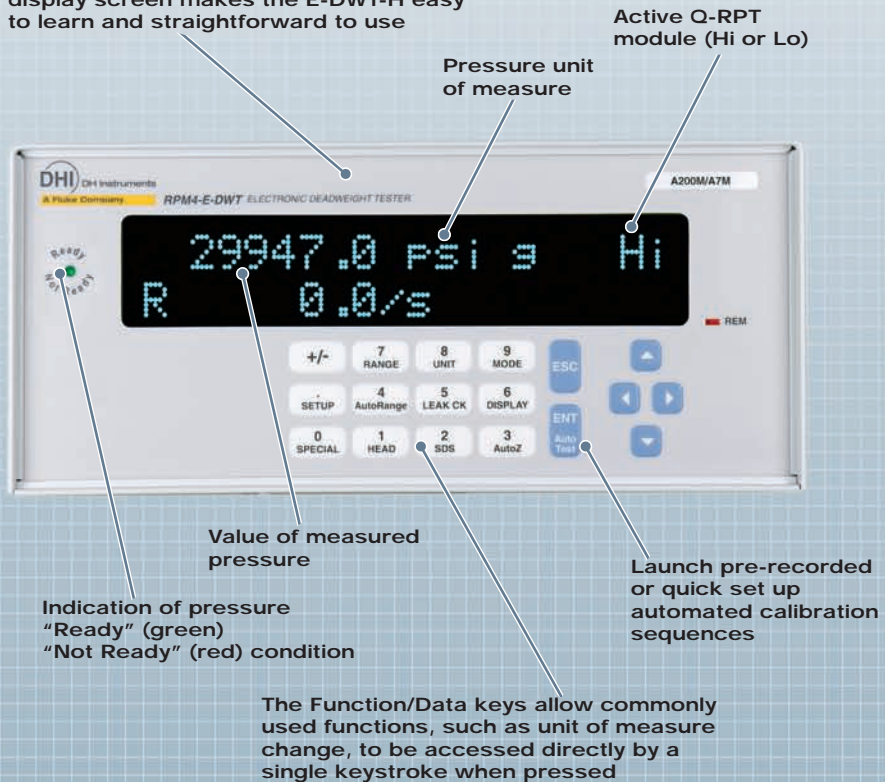 display screen makes the E-DWT-H easy
to learn and straightforward to use
Active Q-RPT
module (Hi or Lo)
Pressure unit
of measure
DHI DH Instruments
A Fluke Company
RPM4-E-DWT ELECTRONIC DEADWEIGHT TESTER
A200M/A7M
Ready
Not Ready
29947.0 psi g Hi
R 0.0/s
REM
+/-
7
RANGE
8
UNIT
9
MODE
ESC
.
SETUP
4
AutoRange
5
LEAK CK
6
DISPLAY
ENT
Auto
Test
0
SPECIAL
1
HEAD
2
SDS
3
AutoZ
Value of measured
pressure
Launch pre-recorded
or quick set up
automated calibration
sequences
Indication of pressure
“Ready” (green)
“Not Ready” (red) condition
The Function/Data keys allow commonly
used functions, such as unit of measure
change, to be accessed directly by a
single keystroke when pressed